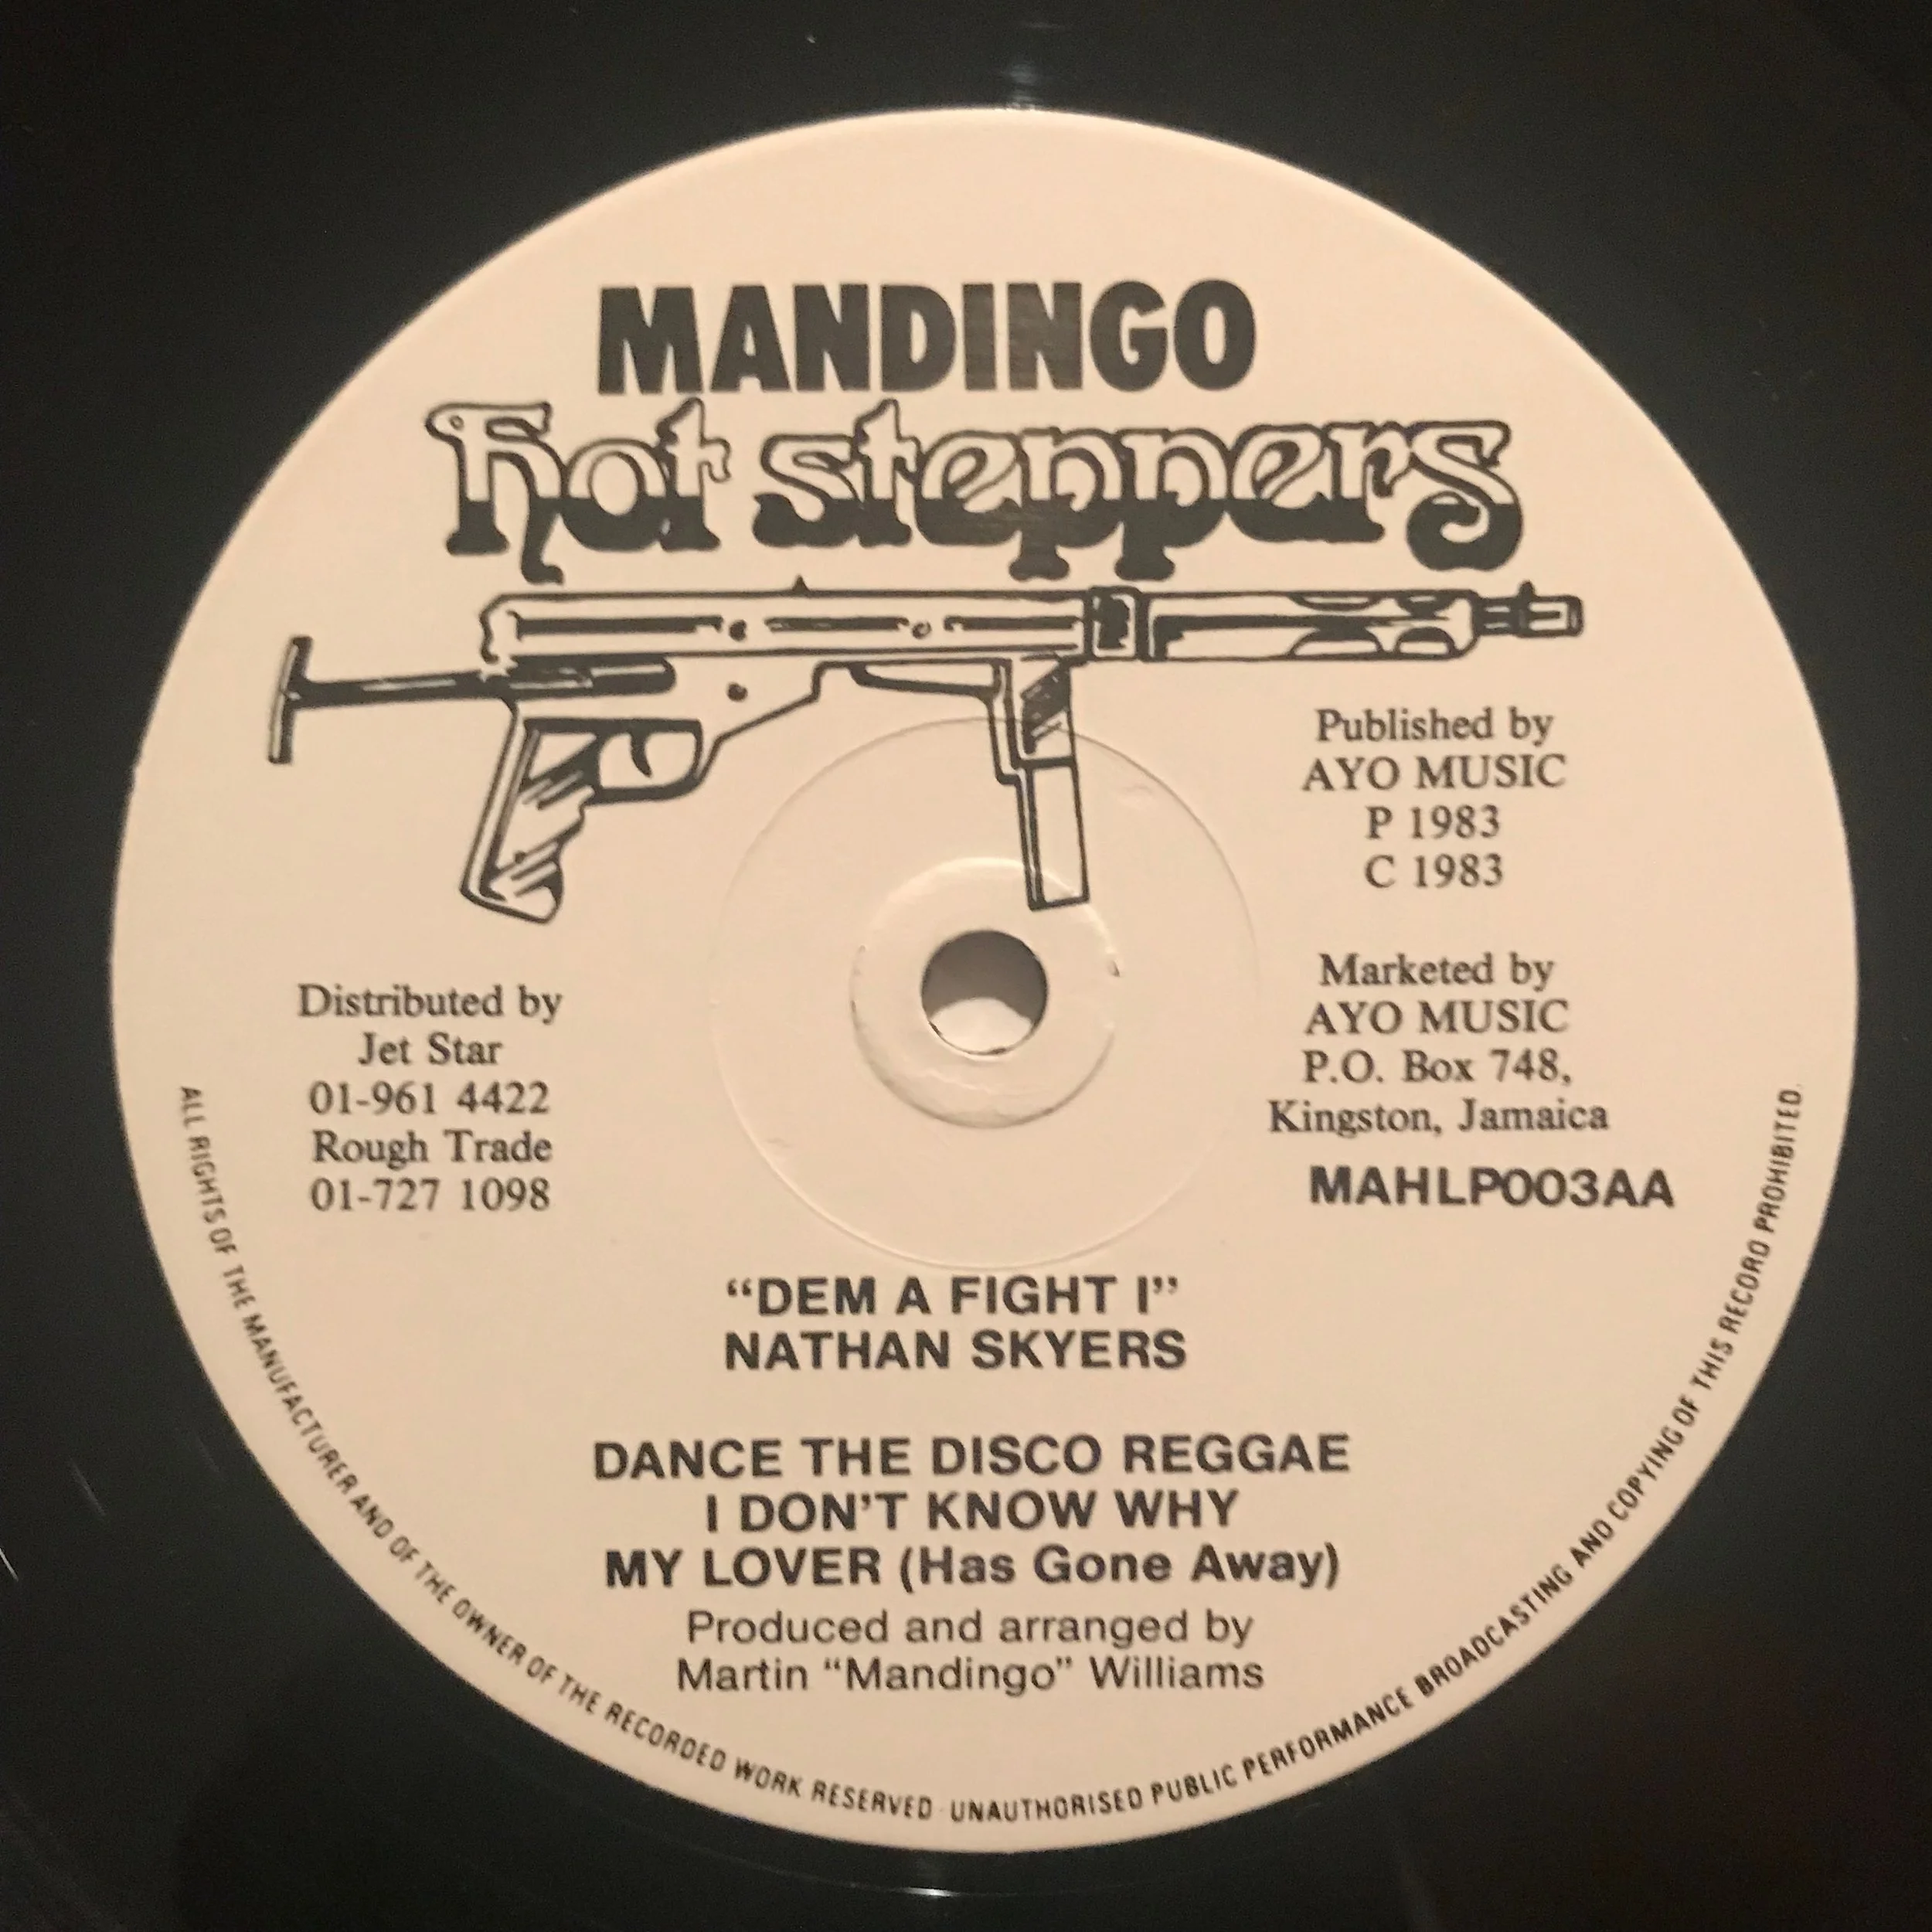 MANDINGO
hot steppers
Published by
AYO MUSIC
P 1983
C 1983
Distributed by
Jet Star
01-961 4422
Rough Trade
01-727 1098
Marketed by
AYO MUSIC
P.O. Box 748,
Kingston, Jamaica
MAHLP003AA
“DEM A FIGHT I”
NATHAN SKYERS
DANCE THE DISCO REGGAE
I DON’T KNOW WHY
MY LOVER (Has Gone Away)
Produced and arranged by
Martin “Mandingo” Williams
ALL RIGHTS OF THE MANUFACTURER AND OF THE OWNER OF THE RECORDED WORK RESERVED · UNAUTHORISED PUBLIC PERFORMANCE BROADCASTING AND COPYING OF THIS RECORD PROHIBITED.